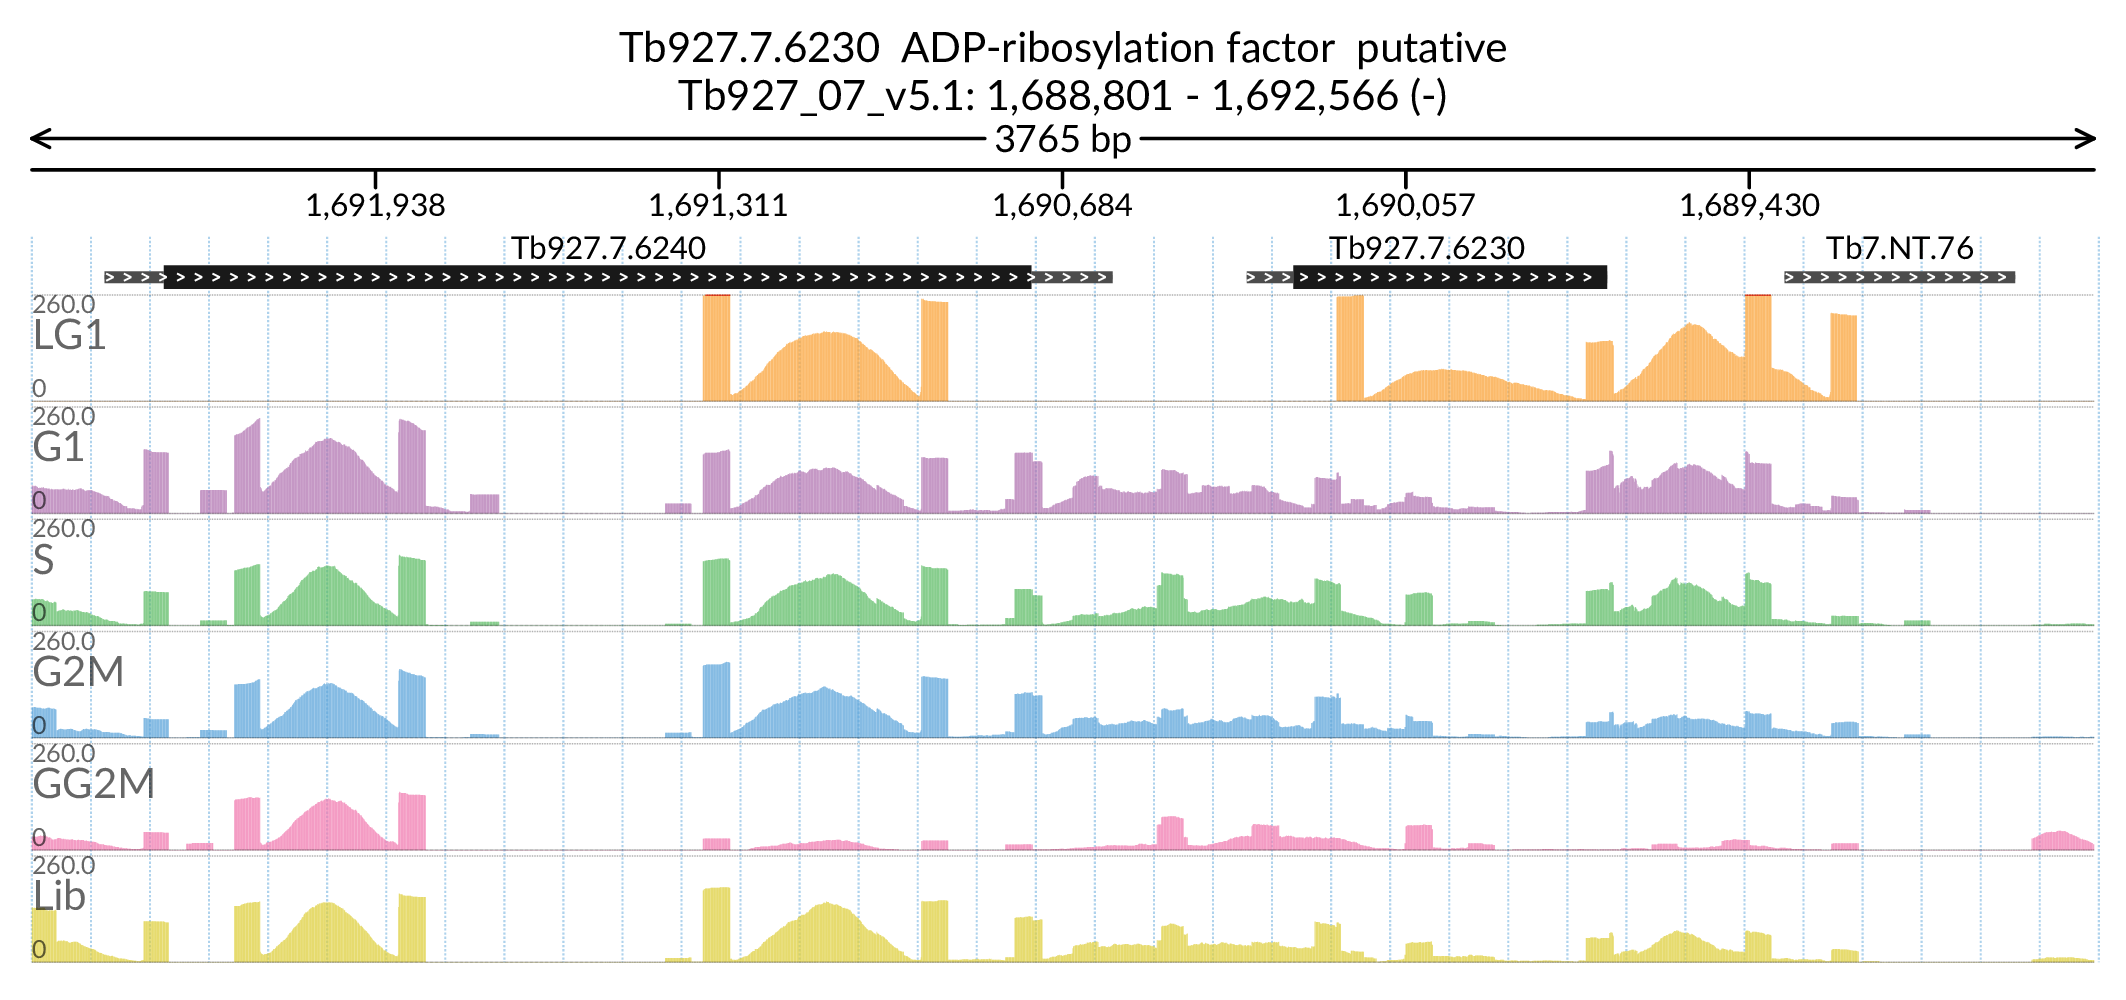 Tb927.7.6230 ADP-ribosylation factor putative
Tb927_07_v5.1: 1,688,801 - 1,692,566 (-)
3765 bp
1,691,938 1,691,311 1,690,684 1,690,057 1,689,430
Tb927.7.6240 Tb927.7.6230 Tb7.NT.76
260.0
LG1
0
260.0
G1
0
260.0
S
0
260.0
G2M
0
260.0
GG2M
0
260.0
Lib
0